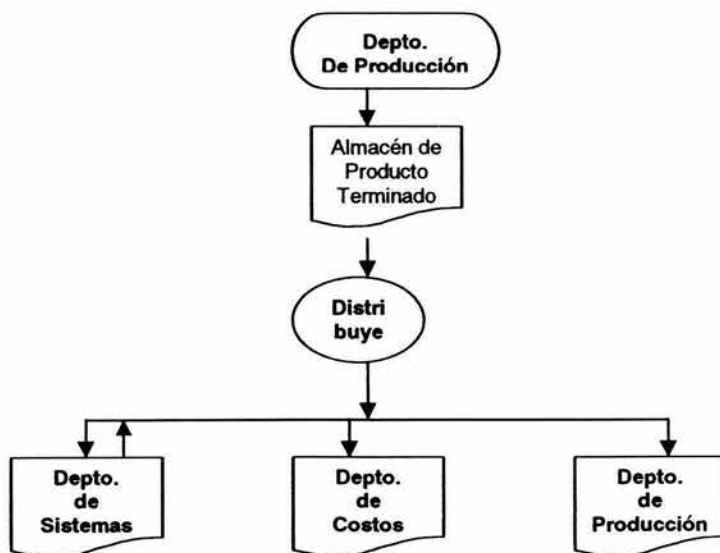 Depto.
De Producción
Almacén de
Producto
Terminado
Distri
buye
Depto.
de
Sistemas
Depto.
de
Costos
Depto.
de
Producción